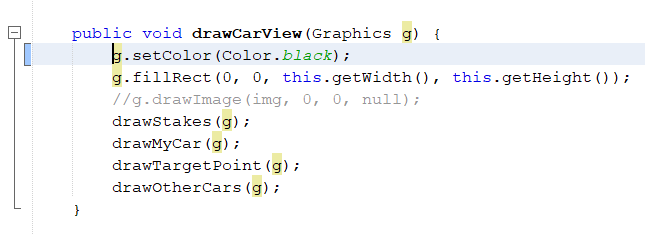 public void drawCarView(Graphics g) {
g.setColor(Color.black);
g.fillRect(0, 0, this.getWidth(), this.getHeight());
//g.drawImage(img, 0, 0, null);
drawStakes(g);
drawMyCar(g);
drawTargetPoint(g);
drawOtherCars(g);
}